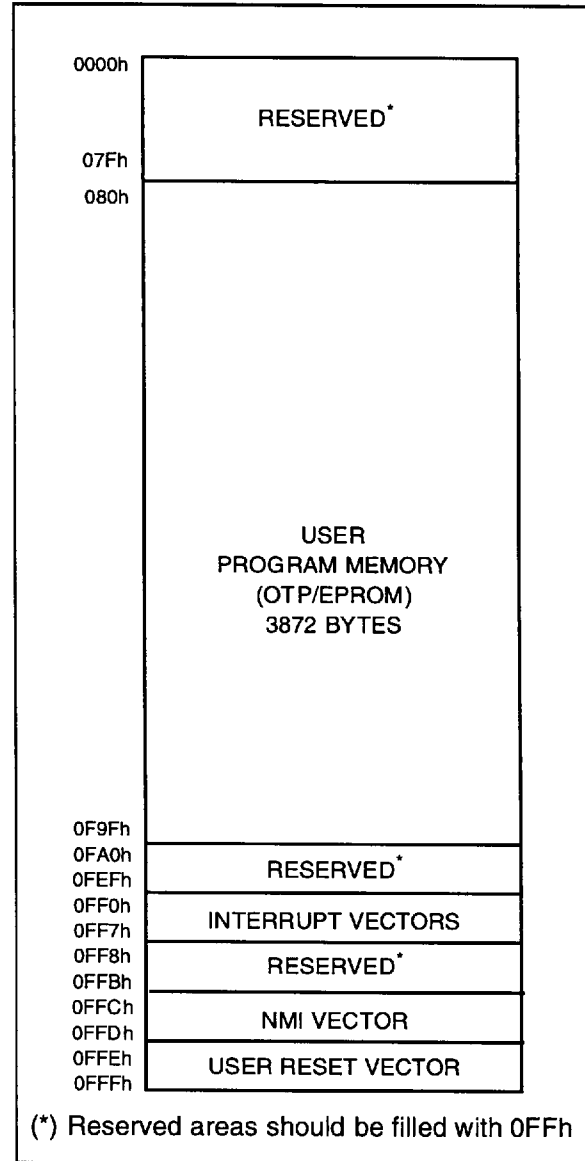 0000h
RESERVED*
07Fh
080h
USER
PROGRAM MEMORY
(OTP/EPROM)
3872 BYTES
0F9Fh
0FA0h
RESERVED*
0FEFh
0FF0h
INTERRUPT VECTORS
0FF7h
0FF8h
RESERVED*
0FFBh
0FFCh
NMI VECTOR
0FFDh
0FFEh
USER RESET VECTOR
0FFFh
(*) Reserved areas should be filled with 0FFh